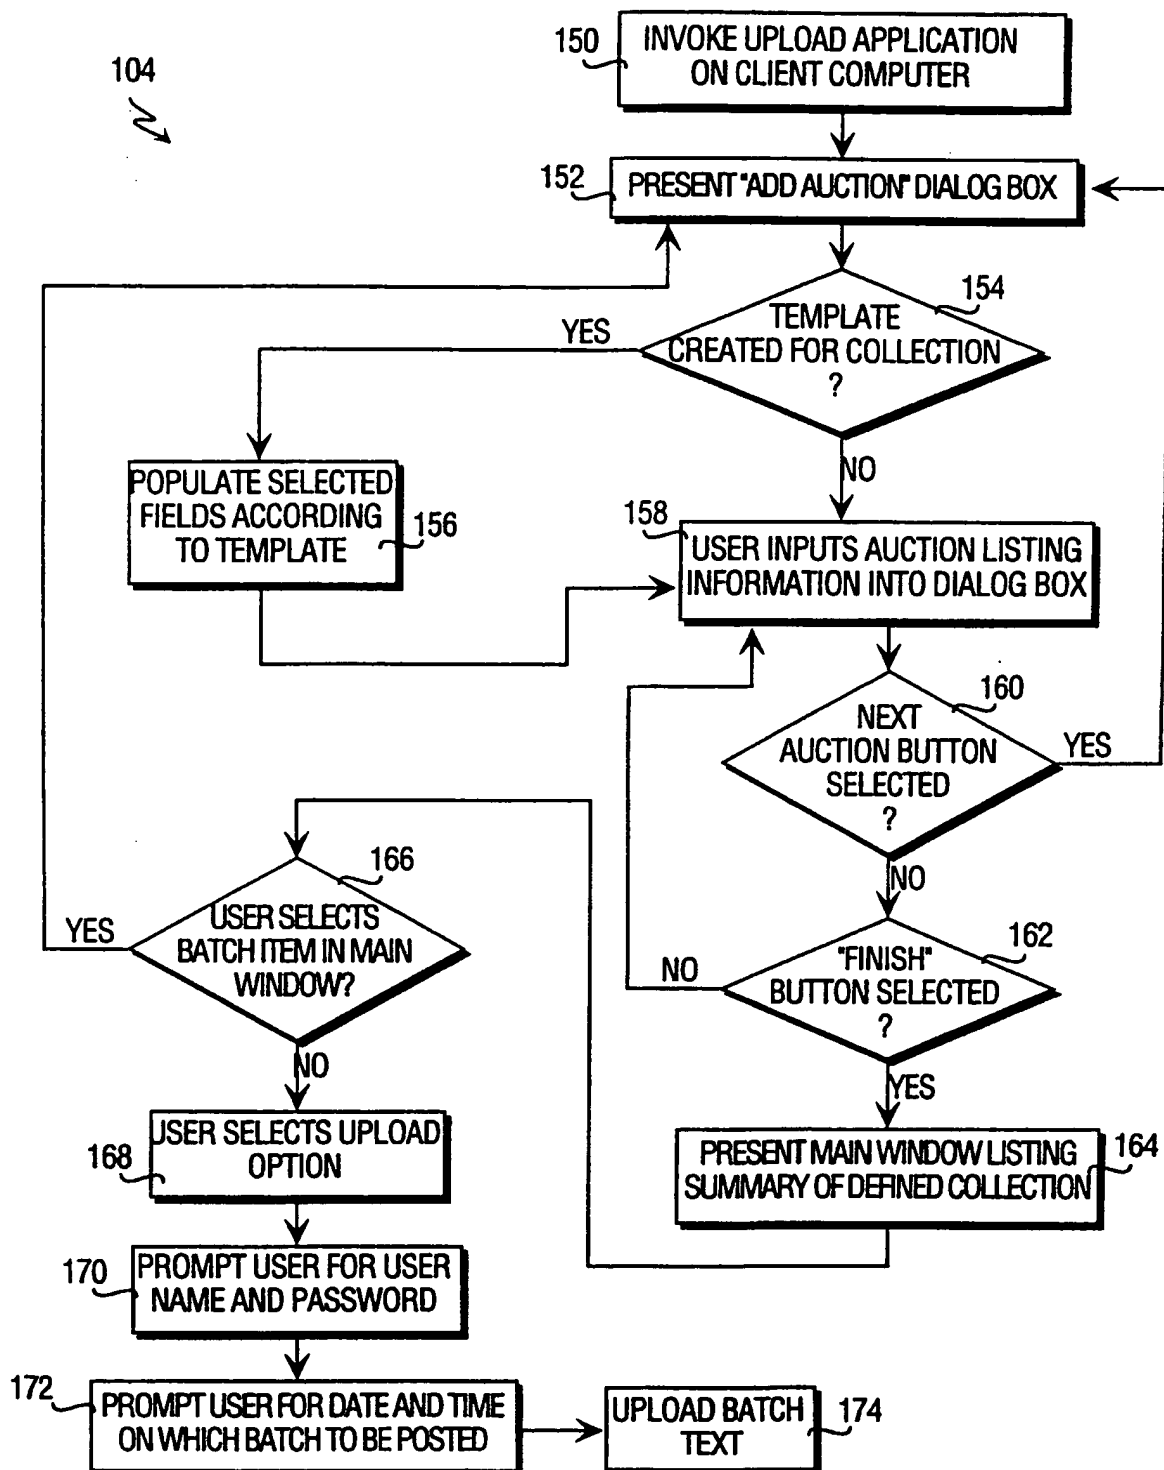 150
INVOKE UPLOAD APPLICATION
ON CLIENT COMPUTER
104
152
PRESENT "ADD AUCTION" DIALOG BOX
154
TEMPLATE
CREATED FOR COLLECTION
?
YES
NO
POPULATE SELECTED
FIELDS ACCORDING
TO TEMPLATE
156
158
USER INPUTS AUCTION LISTING
INFORMATION INTO DIALOG BOX
160
NEXT
AUCTION BUTTON
SELECTED
?
YES
NO
162
"FINISH"
BUTTON SELECTED
?
NO
YES
PRESENT MAIN WINDOW LISTING
SUMMARY OF DEFINED COLLECTION
164
166
USER SELECTS
BATCH ITEM IN MAIN
WINDOW?
YES
NO
USER SELECTS UPLOAD
OPTION
168
170
PROMPT USER FOR USER
NAME AND PASSWORD
172
PROMPT USER FOR DATE AND TIME
ON WHICH BATCH TO BE POSTED
UPLOAD BATCH
TEXT
174